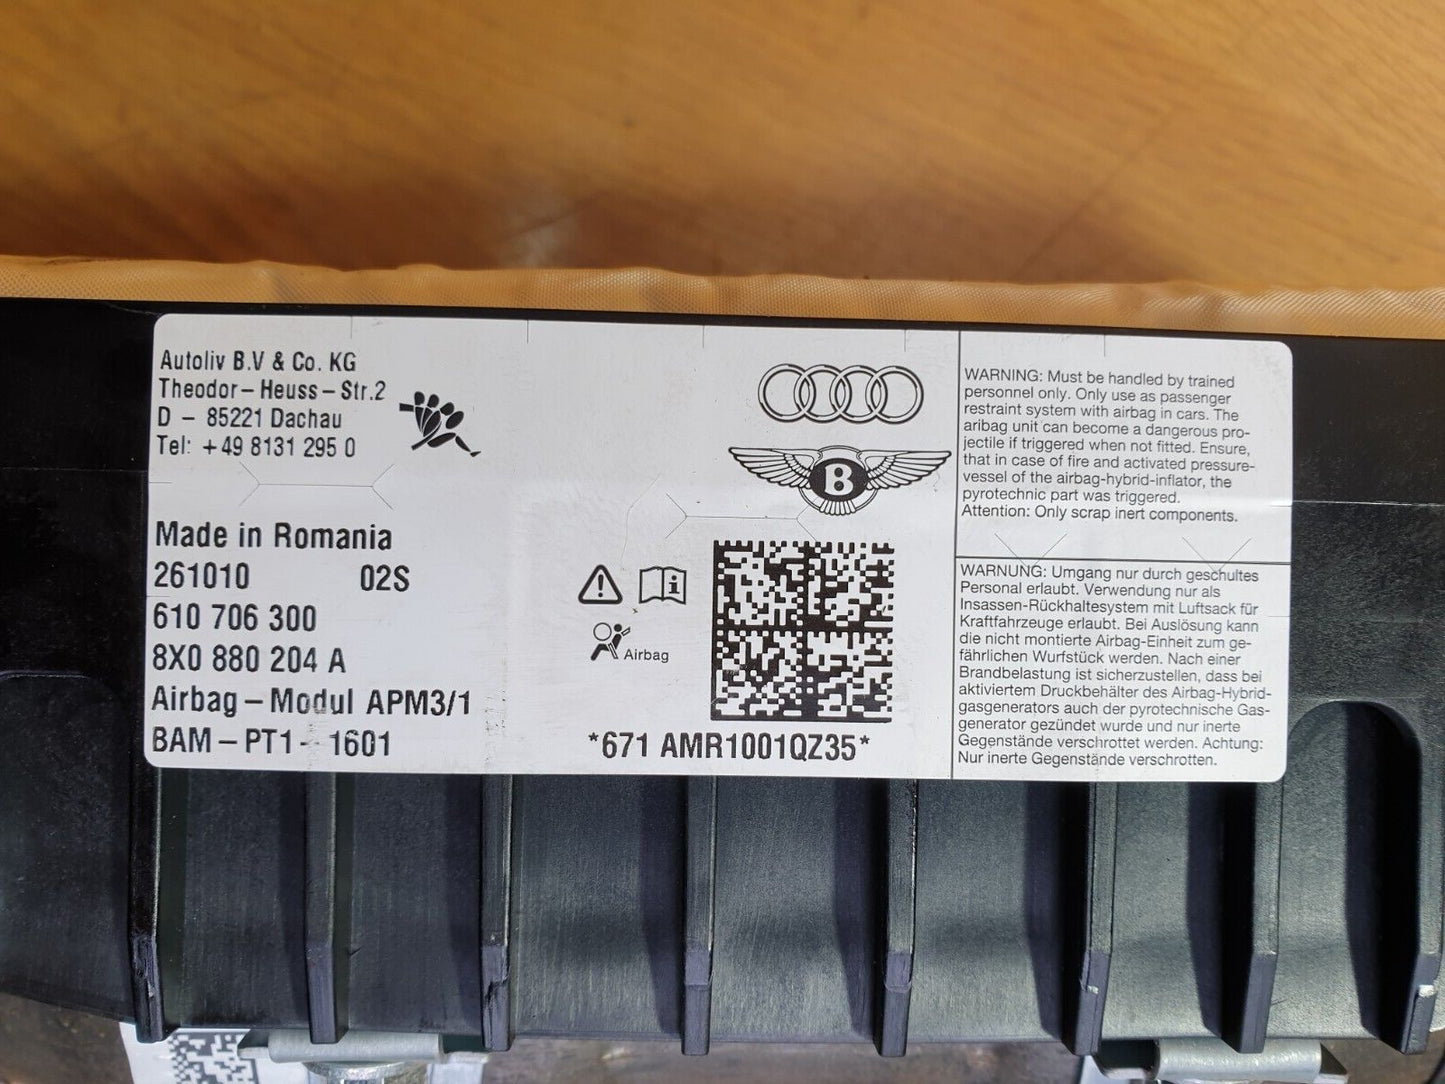 Autoliv B.V & Co. KG
Theodor-Heuss-Str.2
D - 85221 Dachau
Tel: +49 8131 295 0
Made in Romania
261010 02S
610 706 300
8X0 880 204 A
Airbag-Modul APM3/1
BAM-PT1-1601
B
Airbag
*671 AMR1001QZ35*
WARNING: Must be handled by trained
personnel only. Only use as passenger
restraint system with airbag in cars. The
aribag unit can become a dangerous pro-
jectile if triggered when not fitted. Ensure,
that in case of fire and activated pressure-
vessel of the airbag-hybrid-inflator, the
pyrotechnic part was triggered.
Attention: Only scrap inert components.
WARNUNG: Umgang nur durch geschultes
Personal erlaubt. Verwendung nur als
Insassen-Rückhaltesystem mit Luftsack für
Kraftfahrzeuge erlaubt. Bei Auslösung kann
die nicht montierte Airbag-Einheit zum ge-
fährlichen Wurfstück werden. Nach einer
Brandbelastung ist sicherzustellen, dass bei
aktiviertem Druckbehälter des Airbag-Hybrid-
gasgenerators auch der pyrotechnische Gas-
generator gezündet wurde und nur inerte
Gegenstände verschrottet werden. Achtung:
Nur inerte Gegenstände verschrotten.